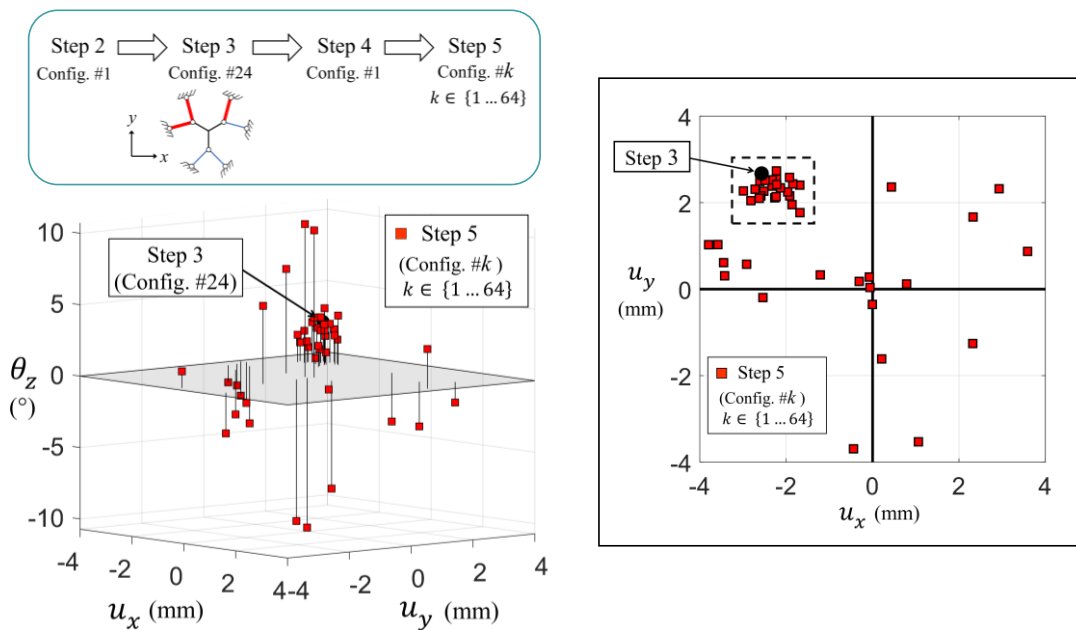 Step 2 Step 3 Step 4 Step 5
Config. #1 Config. #24 Config. #1 Config. #k
k ∈ {1 … 64}
y
x
10
5
0
-5
-10
θz
(°)
Step 3
(Config. #24)
Step 5
(Config. #k )
k ∈ {1 … 64}
-4 -2 0 2 4
-4 -2 0 2 4
ux (mm)
uy (mm)
4
2
0
-2
-4
uy
(mm)
Step 3
Step 5
(Config. #k )
k ∈ {1 … 64}
-4 -2 0 2 4
ux (mm)